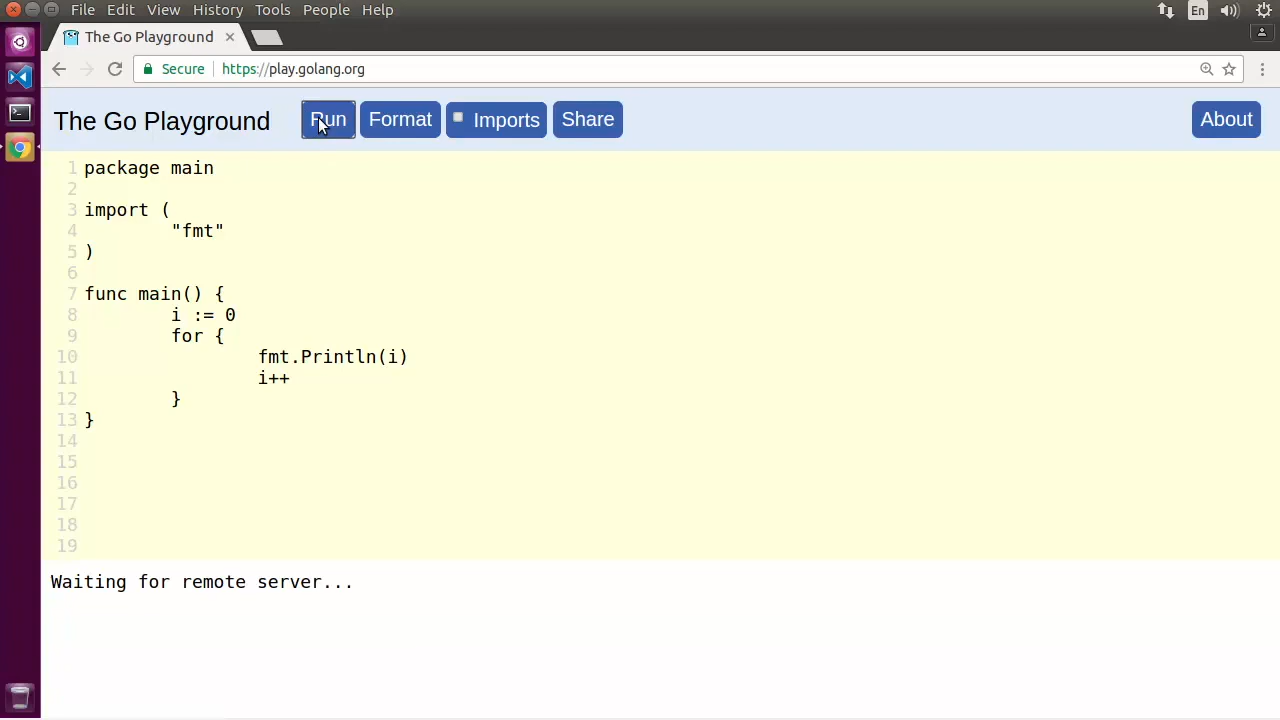 File Edit View History Tools People Help
En
The Go Playground
Secure https://play.golang.org
The Go Playground Run Format Imports Share About
1 package main
2
3 import (
4 "fmt"
5 )
6
7 func main() {
8 i := 0
9 for {
10 fmt.Println(i)
11 i++
12 }
13 }
14
15
16
17
18
19
Waiting for remote server...